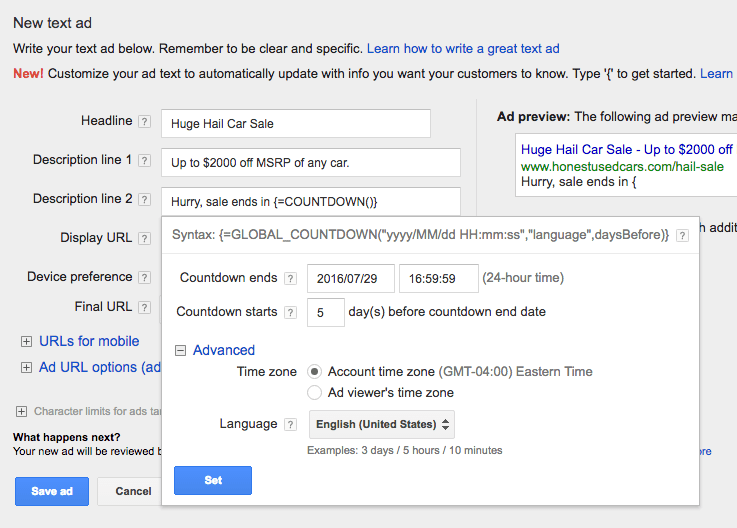 New text ad
Write your text ad below. Remember to be clear and specific. Learn how to write a great text ad
New! Customize your ad text to automatically update with info you want your customers to know. Type '{' to get started. Learn
Headline ? Huge Hail Car Sale
Ad preview: The following ad preview ma
Description line 1 ? Up to $2000 off MSRP of any car.
Huge Hail Car Sale - Up to $2000 off
www.honestusedcars.com/hail-sale
Hurry, sale ends in {
Description line 2 ? Hurry, sale ends in {=COUNTDOWN()}
Display URL ?
Syntax: {=GLOBAL_COUNTDOWN("yyyy/MM/dd HH:mm:ss","language",daysBefore)} ?
h addit
Device preference ?
Countdown ends ? 2016/07/29 16:59:59 (24-hour time)
Final URL ?
Countdown starts ? 5 day(s) before countdown end date
URLs for mobile
Advanced
Ad URL options (ad
Time zone Account time zone (GMT-04:00) Eastern Time
Ad viewer's time zone
Character limits for ads tar
Language ? English (United States)
What happens next?
Your new ad will be reviewed b
Examples: 3 days / 5 hours / 10 minutes
ore
Set
Save ad Cancel